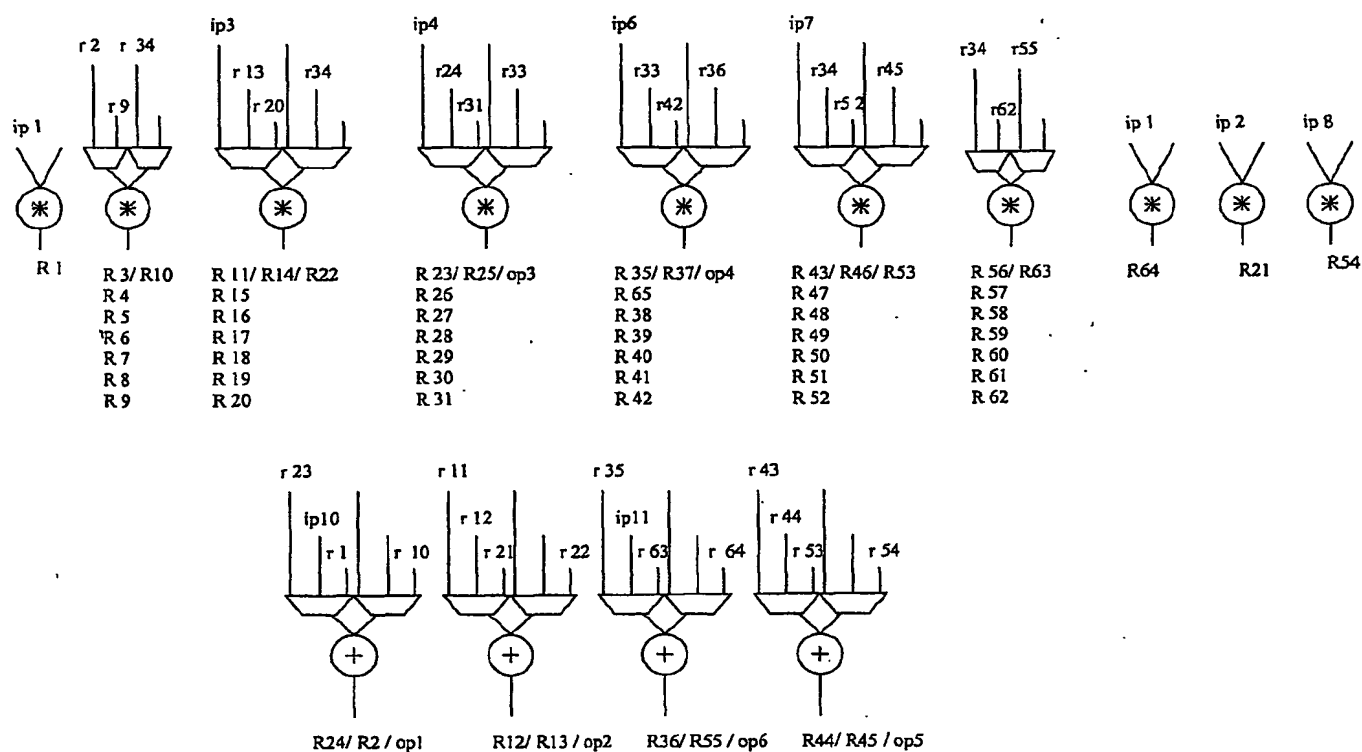 ip3 ip4 ip6 ip7
r 2 r 34 r34 r55
r 13 r34 r24 r33 r33 r36 r34 r45
r 9 r 20 r31 r42 r5 2 r62
ip 1 ip 1 ip 2 ip 8
* * * * * * * * * *
R 1 R 3/ R10 R 11/ R14/ R22 R 23/ R25/ op3 R 35/ R37/ op4 R 43/ R46/ R53 R 56/ R63 R64 R21 R54
R 4 R 15 R 26 R 65 R 47 R 57
R 5 R 16 R 27 R 38 R 48 R 58
R 6 R 17 R 28 R 39 R 49 R 59
R 7 R 18 R 29 R 40 R 50 R 60
R 8 R 19 R 30 R 41 R 51 R 61
R 9 R 20 R 31 R 42 R 52 R 62
r 23 r 11 r 35 r 43
ip10 r 12 ip11 r 44
r 1 r 10 r 21 r 22 r 63 r 64 r 53 r 54
+ + + +
R24/ R2 / op1 R12/ R13 / op2 R36/ R55 / op6 R44/ R45 / op5